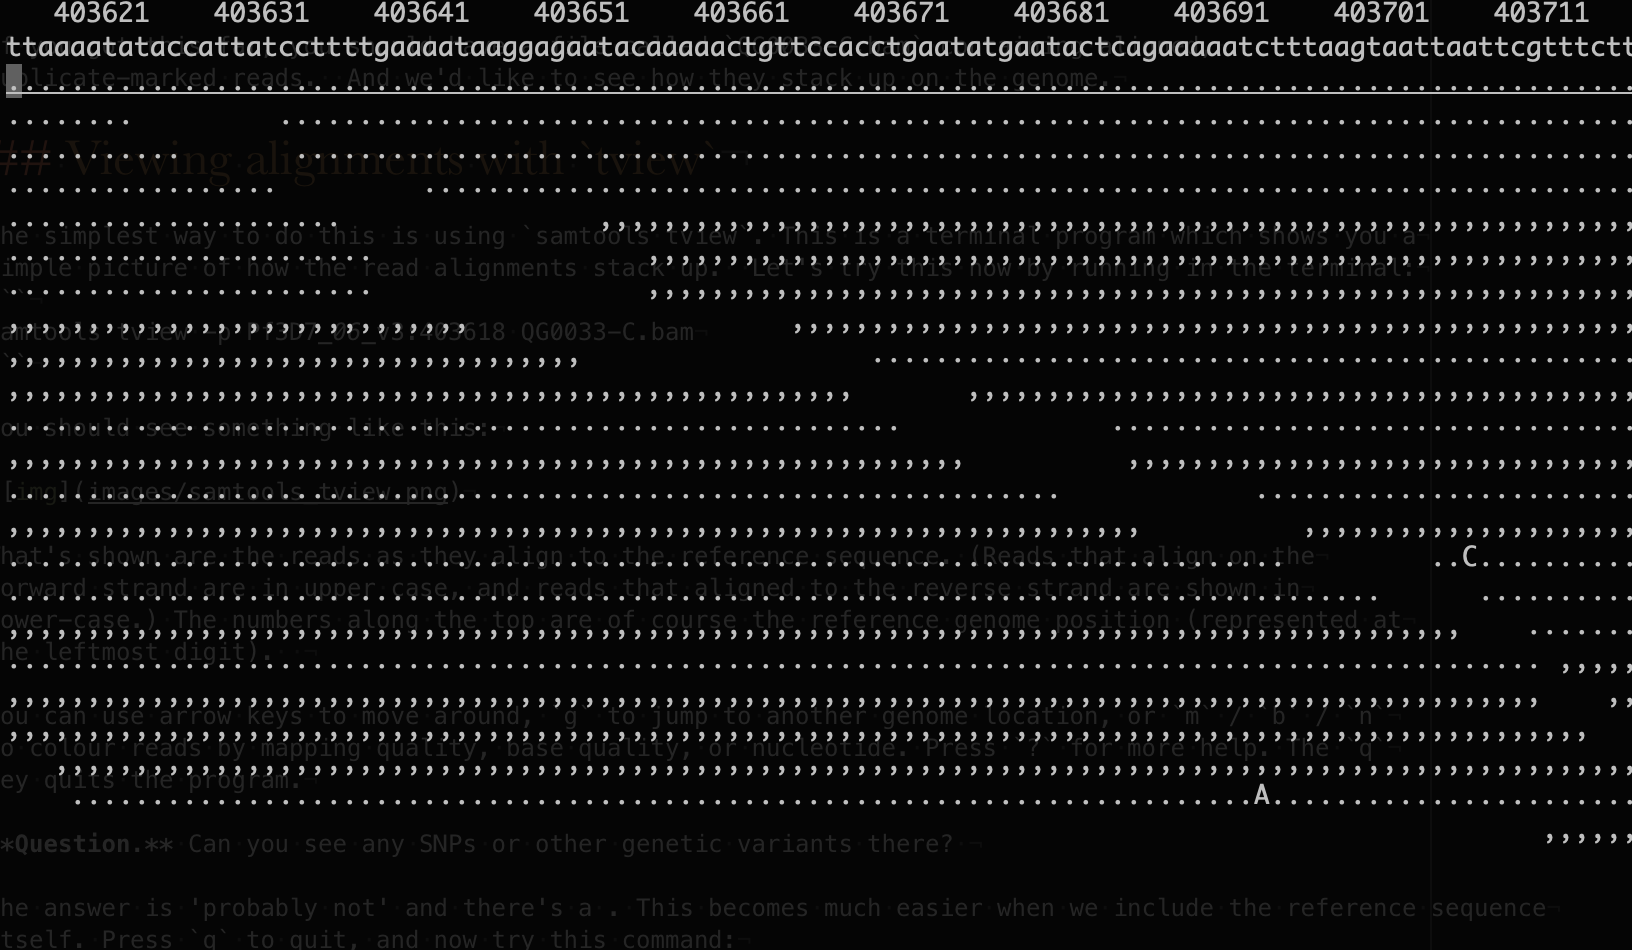 403621 403631 403641 403651 403661 403671 403681 403691 403701 403711
ttaaaatataccattatccttttgaaaataaggagaatacaaaaactgttccacctgaatatgaatactcagaaaaatctttaagtaattaattcgtttctt
plicate-marked reads. And we'd like to see how they stack up on the genome.
## Viewing alignments with `tview`
he simplest way to do this is using `samtools tview`. This is a terminal program which shows you a
imple picture of how the read alignments stack up. Let's try this now by running in the terminal:
``
amtools tview -p Pf3D7_06_v3:403618 QG0033-C.bam
``
ou should see something like this:
[img](images/samtools_tview.png)
hat's shown are the reads as they align to the reference sequence. (Reads that align on the
C
orward strand are in upper case, and reads that aligned to the reverse strand are shown in
ower-case.) The numbers along the top are of course the reference genome position (represented at
he leftmost digit).
ou can use arrow keys to move around, `g` to jump to another genome location, or `m` / `b` / `n`
o colour reads by mapping quality, base quality, or nucleotide. Press `?` for more help. The `q`
ey quits the program.
A
*Question.** Can you see any SNPs or other genetic variants there?
he answer is 'probably not' and there's a . This becomes much easier when we include the reference sequence
tself. Press `q` to quit, and now try this command: